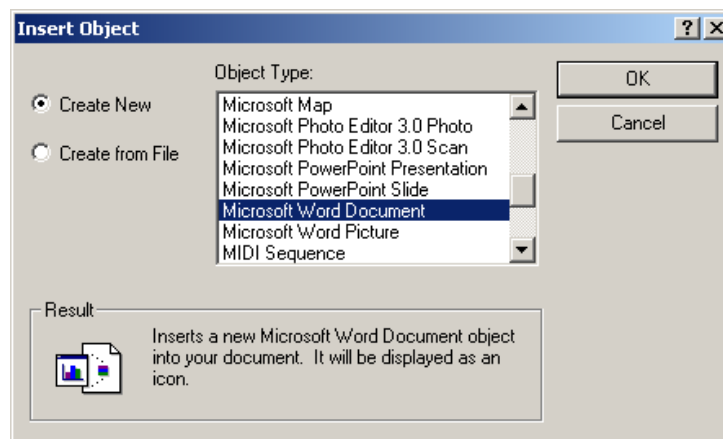 Insert Object
Object Type:
Create New
Create from File
Microsoft Map
Microsoft Photo Editor 3.0 Photo
Microsoft Photo Editor 3.0 Scan
Microsoft PowerPoint Presentation
Microsoft PowerPoint Slide
Microsoft Word Document
Microsoft Word Picture
MIDI Sequence
OK
Cancel
Result
Inserts a new Microsoft Word Document object
into your document. It will be displayed as an
icon.